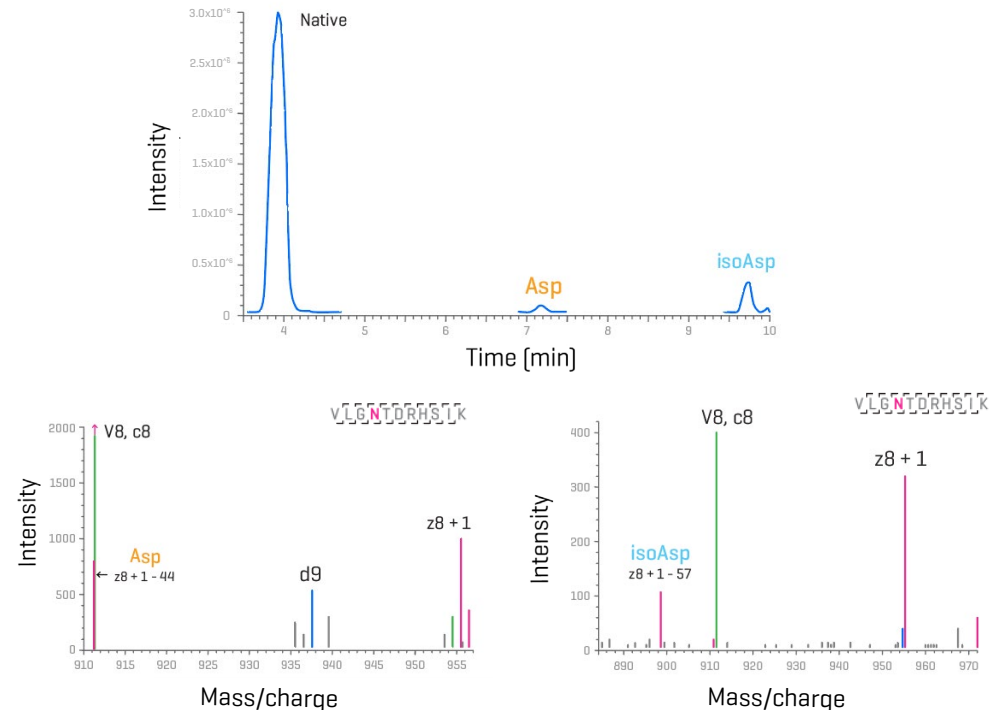 3.0x10⁻⁶
Native
2.5x10⁻⁶
2.0x10⁻⁶
1.5x10⁻⁶
1.0x10⁻⁶
0.5x10⁻⁶
0
Intensity
Asp
isoAsp
4 5 6 7 8 9 10
Time (min)
VLGNTDRHSIK
2000
1500
1000
500
0
Intensity
V8, c8
Asp
← z8 + 1 - 44
d9
z8 + 1
910 915 920 925 930 935 940 945 950 955
Mass/charge
VLGNTDRHSIK
400
300
200
100
0
Intensity
V8, c8
z8 + 1
isoAsp
z8 + 1 - 57
890 900 910 920 930 940 950 960 970
Mass/charge